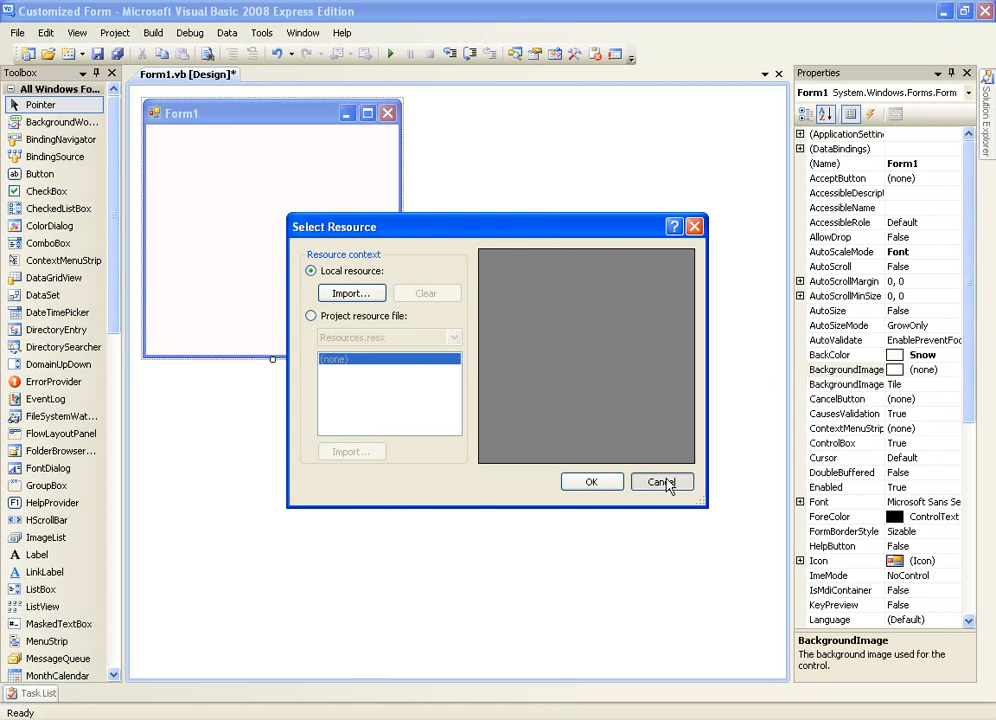 Customized Form - Microsoft Visual Basic 2008 Express Edition
File Edit View Project Build Debug Data Tools Window Help
Toolbox
All Windows Fo...
Pointer
BackgroundWo...
BindingNavigator
BindingSource
Button
CheckBox
CheckedListBox
ColorDialog
ComboBox
ContextMenuStrip
DataGridView
DataSet
DateTimePicker
DirectoryEntry
DirectorySearcher
DomainUpDown
ErrorProvider
EventLog
FileSystemWat...
FlowLayoutPanel
FolderBrowser...
FontDialog
GroupBox
HelpProvider
HScrollBar
ImageList
Label
LinkLabel
ListBox
ListView
MaskedTextBox
MenuStrip
MessageQueue
MonthCalendar
Task List
Ready
Form1.vb [Design]*
Form1
Select Resource
Resource context
Local resource:
Import... Clear
Project resource file:
Resources.resx
(none)
Import...
OK Cancel
Properties
Form1 System.Windows.Forms.Form
(ApplicationSettin
(DataBindings)
(Name) Form1
AcceptButton (none)
AccessibleDescript
AccessibleName
AccessibleRole Default
AllowDrop False
AutoScaleMode Font
AutoScroll False
AutoScrollMargin 0, 0
AutoScrollMinSize 0, 0
AutoSize False
AutoSizeMode GrowOnly
AutoValidate EnablePreventFoc
BackColor Snow
BackgroundImage (none)
BackgroundImage Tile
CancelButton (none)
CausesValidation True
ContextMenuStrip (none)
ControlBox True
Cursor Default
DoubleBuffered False
Enabled True
Font Microsoft Sans Se
ForeColor ControlText
FormBorderStyle Sizable
HelpButton False
Icon (Icon)
ImeMode NoControl
IsMdiContainer False
KeyPreview False
Language (Default)
BackgroundImage
The background image used for the
control.
Solution Explorer